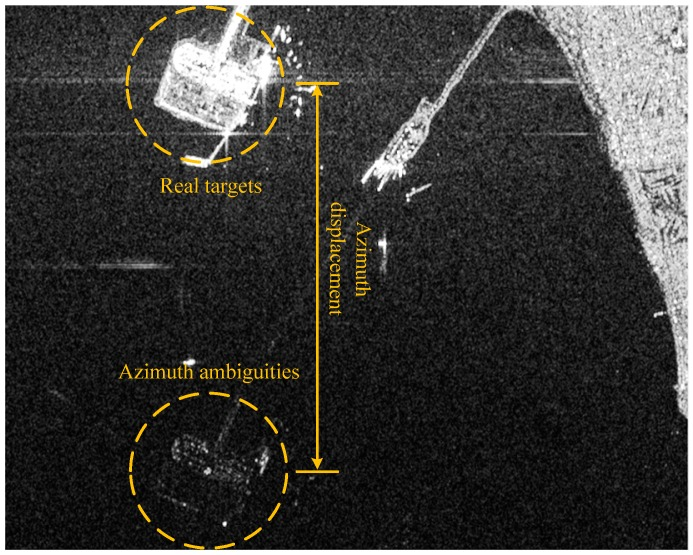 Real targets
Azimuth
displacement
Azimuth ambiguities